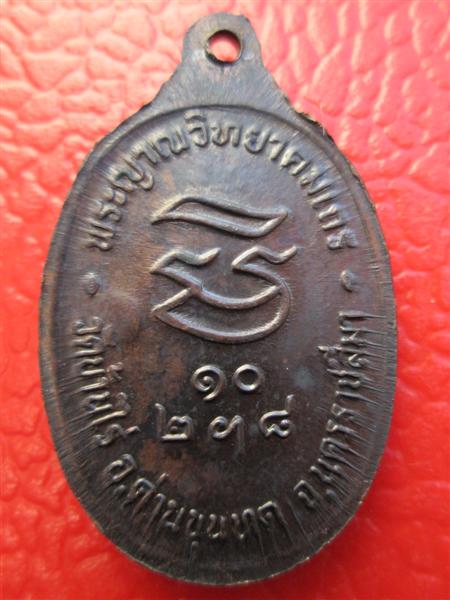 พระญาณวิทยาคมเถร
๑๐
๒๓๘
วัดบ้านไร่ อ.ด่านขุนทด จ.นครราชสีมา